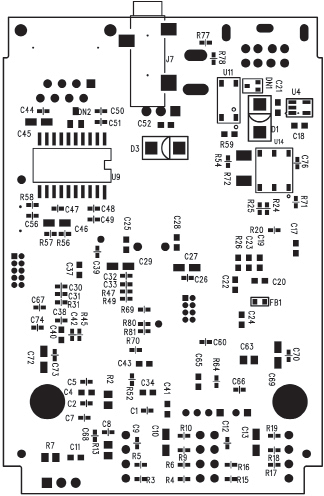 R77
J7
R78
U11
DN1
C21
U4
C44
DN2
C50
C51
C52
C45
D1
C18
R59
U14
D3
R54
C76
R72
U9
R58
C47
C48
R25
R24
R71
C56
C49
C46
R57
R56
C25
C28
R20
C17
R26
C23
C19
C39
C37
C29
C27
C32
C33
R47
R49
C26
C22
C20
C30
C31
R31
FB1
C67
R69
C38
C24
C74
R80
R81
C40
C42
R45
R70
C60
C72
C73
C43
C63
C70
C65
R64
C69
C5
C4
R2
R52
C34
C66
C2
C41
C7
C1
C68
R13
C8
C9
C10
R10
C12
C13
R19
R9
R18
R7
C11
R5
R6
R16
R17
R3
R4
R15